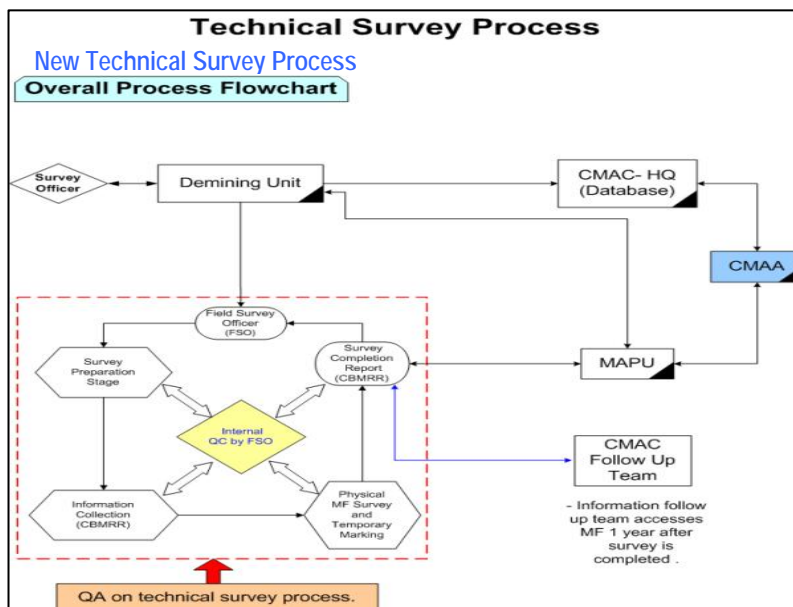 Technical Survey Process
New Technical Survey Process
Overall Process Flowchart
Survey
Officer
Demining Unit
CMAC- HQ
(Database)
CMAA
Field Survey
Officer
(FSO)
Survey
Preparation
Stage
Survey
Completion
Report
(CBMRR)
MAPU
Internal
QC by FSO
CMAC
Follow Up
Team
Information
Collection
(CBMRR)
Physical
MF Survey
and
Temporary
Marking
- Information follow
up team accesses
MF 1 year after
survey is
completed .
QA on technical survey process.